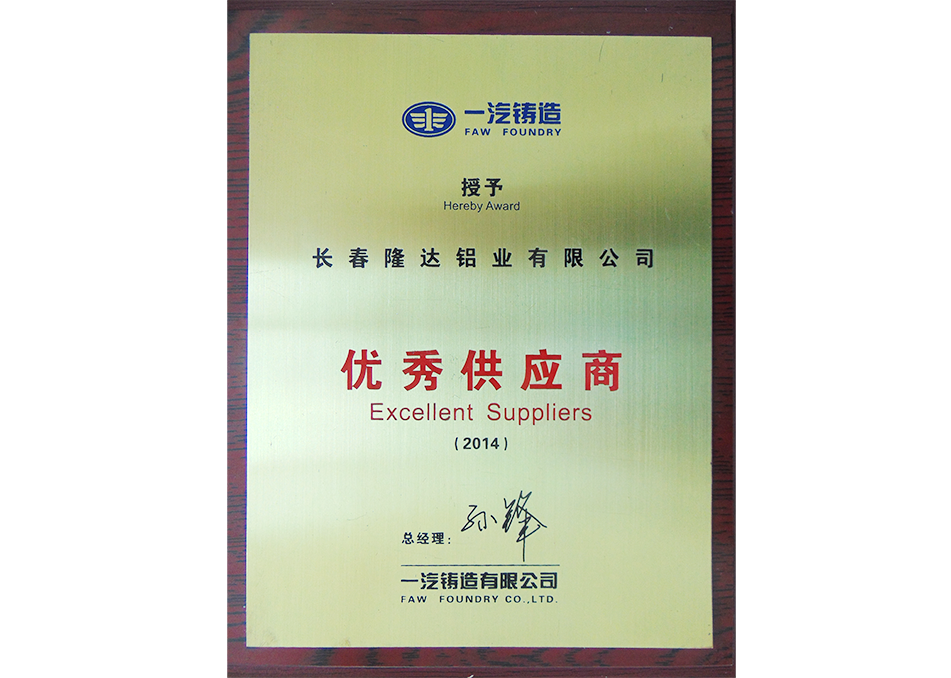 一汽铸造
FAW FOUNDRY
授予
Hereby Award
长春隆达铝业有限公司
优秀供应商
Excellent Suppliers
(2014)
总经理:孙锋
一汽铸造有限公司
FAW FOUNDRY CO.,LTD.